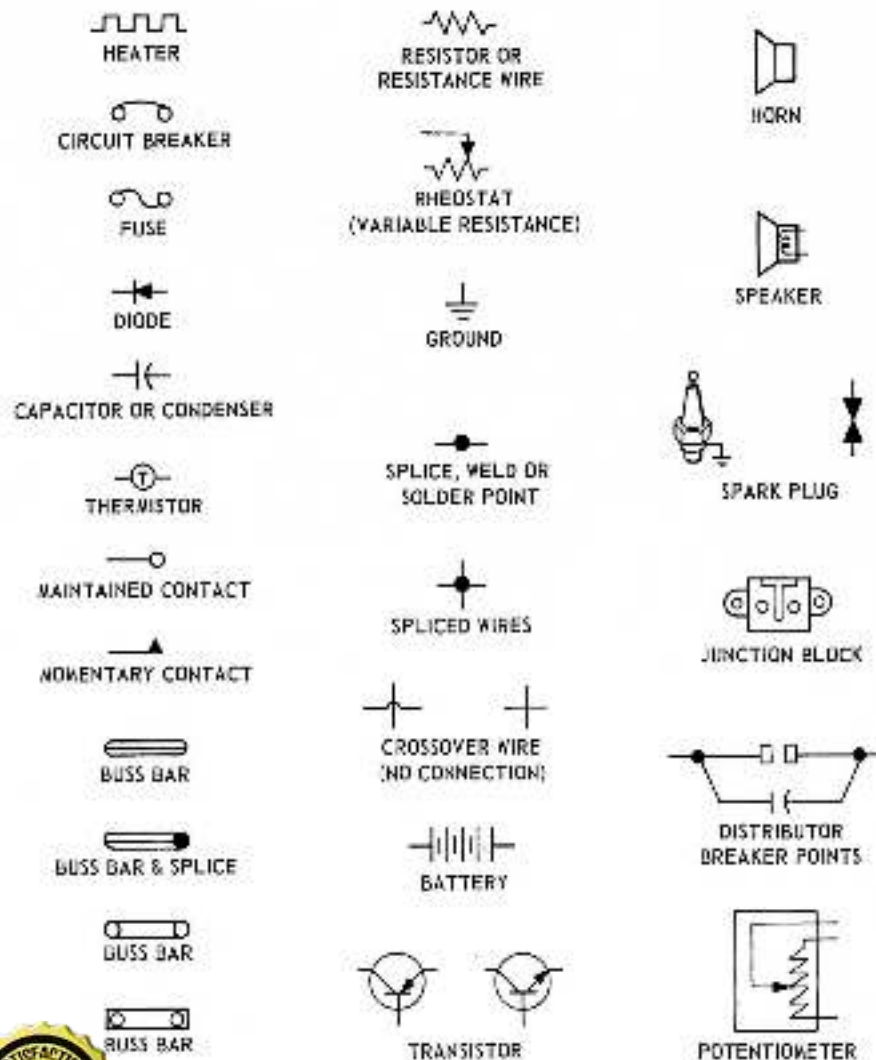 HEATER
CIRCUIT BREAKER
FUSE
DIODE
CAPACITOR OR CONDENSER
T
THERMISTOR
MAINTAINED CONTACT
MOMENTARY CONTACT
BUSS BAR
BUSS BAR & SPLICE
BUSS BAR
BUSS BAR
RESISTOR OR
RESISTANCE WIRE
RHEOSTAT
(VARIABLE RESISTANCE)
GROUND
SPLICE, WELD OR
SOLDER POINT
SPLICED WIRES
CROSSOVER WIRE
(NO CONNECTION)
BATTERY
TRANSISTOR
HORN
SPEAKER
SPARK PLUG
JUNCTION BLOCK
DISTRIBUTOR
BREAKER POINTS
POTENTIOMETER